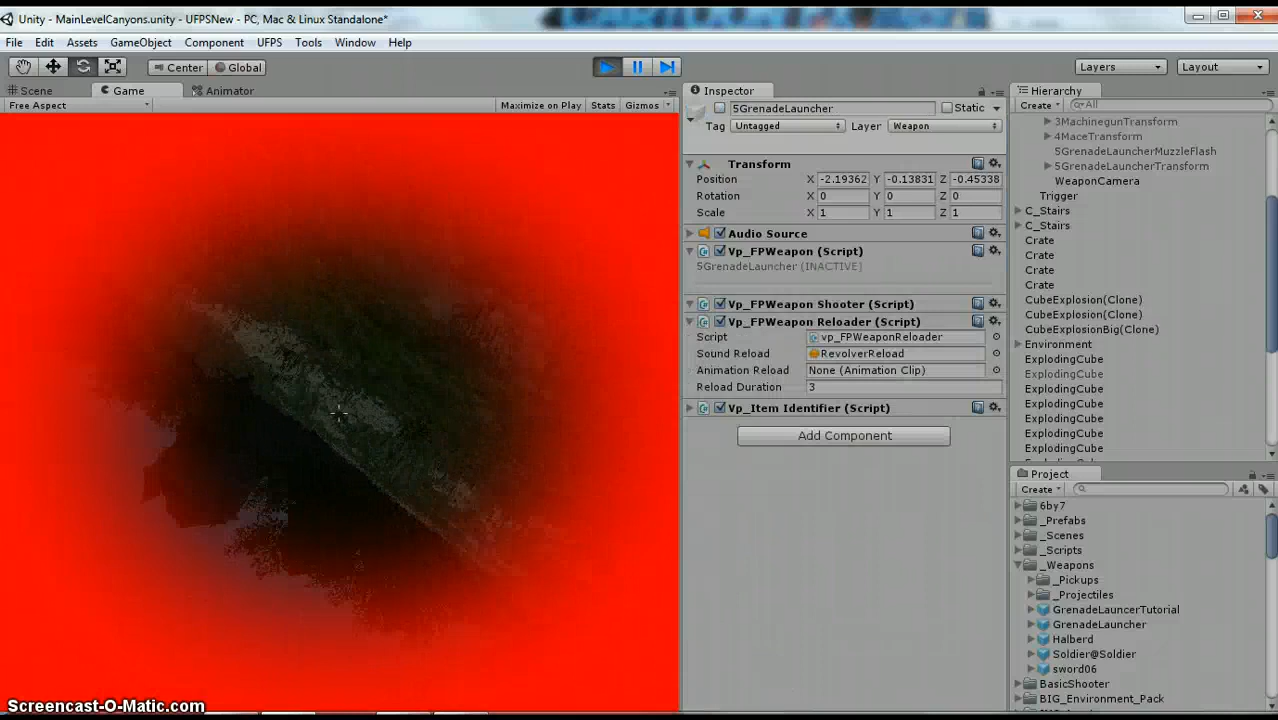 Unity - MainLevelCanyons.unity - UFPSNew - PC, Mac & Linux Standalone*
File Edit Assets GameObject Component UFPS Tools Window Help
Center Global Layers Layout
Scene Game Animator
Free Aspect Maximize on Play Stats Gizmos
Inspector
5GrenadeLauncher Static
Tag Untagged Layer Weapon
Transform
Position X -2.19362 Y -0.13831 Z -0.45338
Rotation X 0 Y 0 Z 0
Scale X 1 Y 1 Z 1
Audio Source
Vp_FPWeapon (Script)
5GrenadeLauncher (INACTIVE)
Vp_FPWeapon Shooter (Script)
Vp_FPWeapon Reloader (Script)
Script vp_FPWeaponReloader
Sound Reload RevolverReload
Animation Reload None (Animation Clip)
Reload Duration 3
Vp_Item Identifier (Script)
Add Component
Hierarchy
Create All
3MachinegunTransform
4MaceTransform
5GrenadeLauncherMuzzleFlash
5GrenadeLauncherTransform
WeaponCamera
Trigger
C_Stairs
C_Stairs
Crate
Crate
Crate
Crate
CubeExplosion(Clone)
CubeExplosion(Clone)
CubeExplosionBig(Clone)
Environment
ExplodingCube
ExplodingCube
ExplodingCube
ExplodingCube
ExplodingCube
ExplodingCube
ExplodingCube
Project
Create
6by7
_Prefabs
_Scenes
_Scripts
_Weapons
_Pickups
_Projectiles
GrenadeLauncerTutorial
GrenadeLauncher
Halberd
Soldier@Soldier
sword06
BasicShooter
BIG_Environment_Pack
Screencast-O-Matic.com